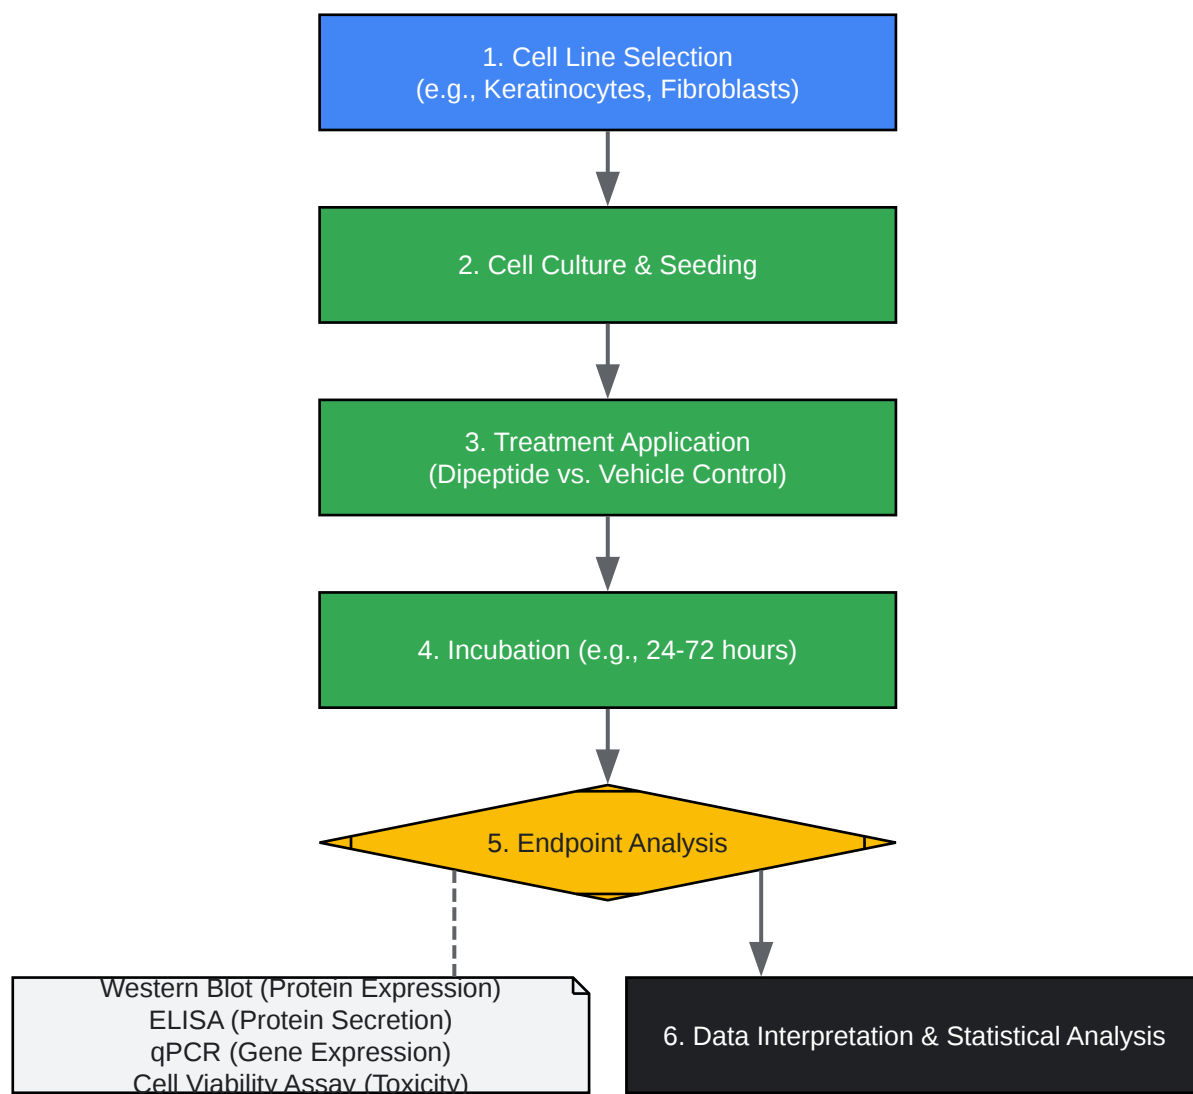 1. Cell Line Selection
(e.g., Keratinocytes, Fibroblasts)
2. Cell Culture & Seeding
3. Treatment Application
(Dipeptide vs. Vehicle Control)
4. Incubation (e.g., 24-72 hours)
5. Endpoint Analysis
Western Blot (Protein Expression)
ELISA (Protein Secretion)
qPCR (Gene Expression)
Cell Viability Assay (Toxicity)
6. Data Interpretation & Statistical Analysis